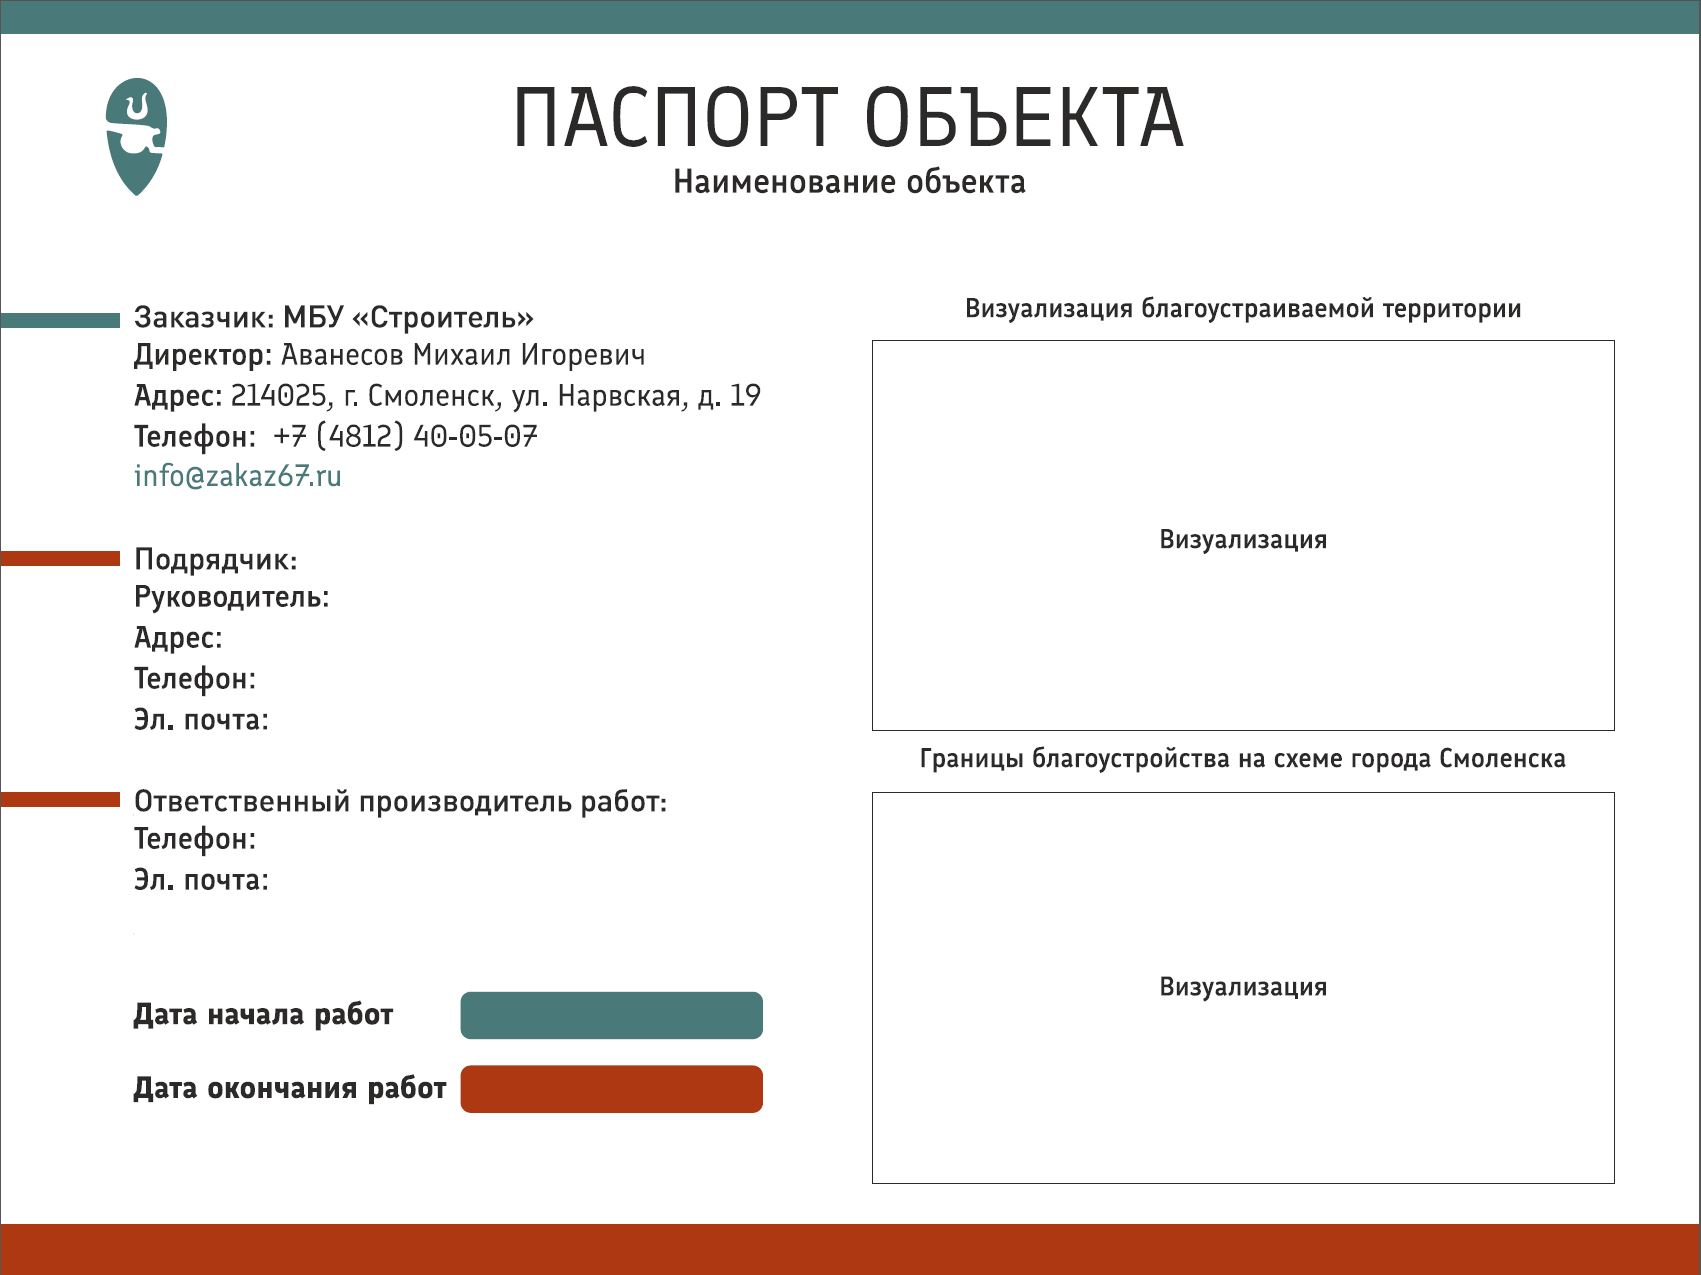 ПАСПОРТ ОБЪЕКТА
Наименование объекта
Заказчик: МБУ «Строитель»
Директор: Аванесов Михаил Игоревич
Адрес: 214025, г. Смоленск, ул. Нарвская, д. 19
Телефон: +7 (4812) 40-05-07
info@zakaz67.ru
Подрядчик:
Руководитель:
Адрес:
Телефон:
Эл. почта:
Ответственный производитель работ:
Телефон:
Эл. почта:
Дата начала работ
Дата окончания работ
Визуализация благоустраиваемой территории
Визуализация
Границы благоустройства на схеме города Смоленска
Визуализация